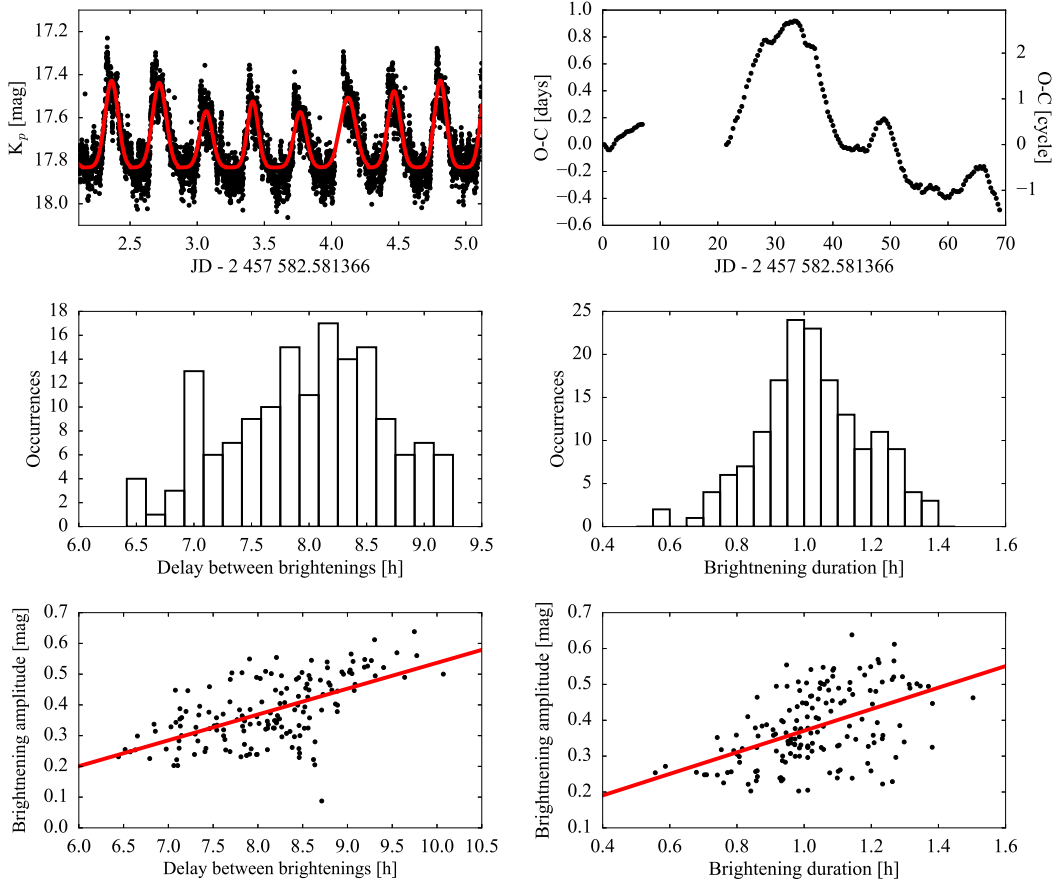 17.2
17.4
17.6
17.8
18.0
K_p [mag]
2.5 3.0 3.5 4.0 4.5 5.0
JD - 2 457 582.581366
1.0
0.8
0.6
0.4
0.2
0.0
−0.2
−0.4
−0.6
O-C [days]
2
1
0
−1
O-C [cycle]
0 10 20 30 40 50 60 70
JD - 2 457 582.581366
18
16
14
12
10
8
6
4
2
0
Occurrences
6.0 6.5 7.0 7.5 8.0 8.5 9.0 9.5
Delay between brightenings [h]
25
20
15
10
5
0
Occurrences
0.4 0.6 0.8 1.0 1.2 1.4 1.6
Brightnening duration [h]
0.7
0.6
0.5
0.4
0.3
0.2
0.1
0.0
Brightnening amplitude [mag]
6.0 6.5 7.0 7.5 8.0 8.5 9.0 9.5 10.0 10.5
Delay between brightenings [h]
0.7
0.6
0.5
0.4
0.3
0.2
0.1
Brightnening amplitude [mag]
0.4 0.6 0.8 1.0 1.2 1.4 1.6
Brightening duration [h]